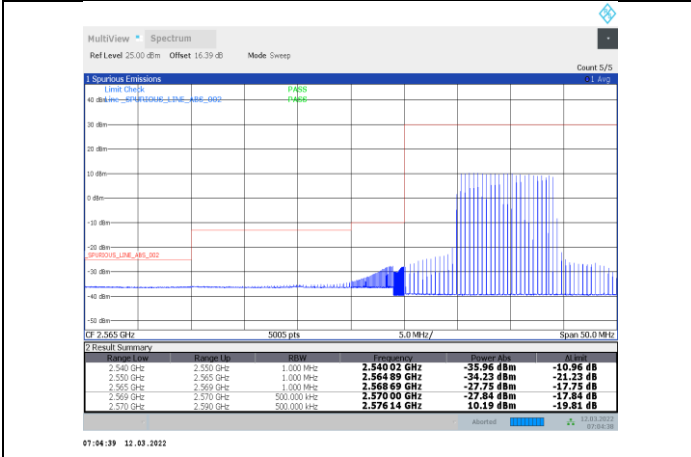 MultiView Spectrum
Ref Level 25.00 dBm Offset 16.39 dB Mode Sweep
Count 5/5
1 Spurious Emissions 1 Avg
Limit Check PASS
40 dBm Line _SPURIOUS_LINE_ABS_002 PASS
30 dBm
20 dBm
10 dBm
0 dBm
-10 dBm
-20 dBm
_SPURIOUS_LINE_ABS_002
-30 dBm
-40 dBm
-50 dBm
CF 2.565 GHz 5005 pts 5.0 MHz/ Span 50.0 MHz
2 Result Summary
Range Low Range Up RBW Frequency Power Abs ΔLimit
2.540 GHz 2.550 GHz 1.000 MHz 2.540 02 GHz -35.96 dBm -10.96 dB
2.550 GHz 2.565 GHz 1.000 MHz 2.564 89 GHz -34.23 dBm -21.23 dB
2.565 GHz 2.569 GHz 1.000 MHz 2.568 69 GHz -27.75 dBm -17.75 dB
2.569 GHz 2.570 GHz 500.000 kHz 2.570 00 GHz -27.84 dBm -17.84 dB
2.570 GHz 2.590 GHz 500.000 kHz 2.576 14 GHz 10.19 dBm -19.81 dB
Aborted 12.03.2022
07:04:38
07:04:39 12.03.2022